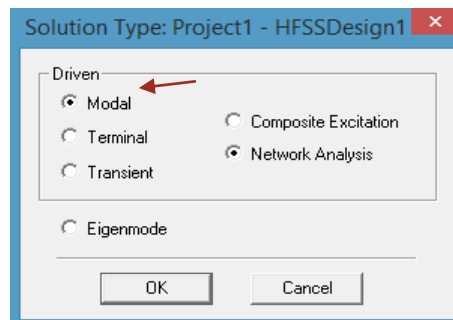 Solution Type: Project1 - HFSSDesign1
Driven
Modal
Terminal
Transient
Composite Excitation
Network Analysis
Eigenmode
OK
Cancel